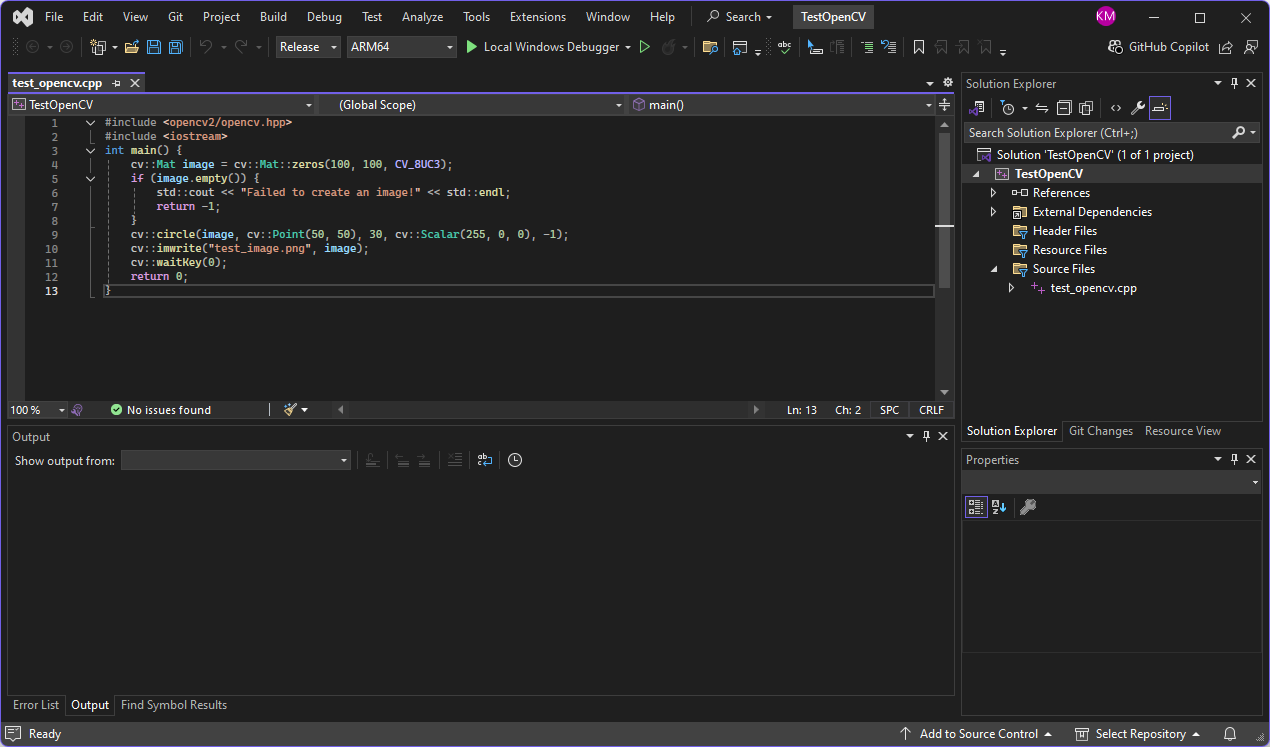 File Edit View Git Project Build Debug Test Analyze Tools Extensions Window Help Search TestOpenCV KM
Release ARM64 Local Windows Debugger GitHub Copilot
test_opencv.cpp
TestOpenCV (Global Scope) main()
1 #include <opencv2/opencv.hpp>
2 #include <iostream>
3 int main() {
4 cv::Mat image = cv::Mat::zeros(100, 100, CV_8UC3);
5 if (image.empty()) {
6 std::cout << "Failed to create an image!" << std::endl;
7 return -1;
8 }
9 cv::circle(image, cv::Point(50, 50), 30, cv::Scalar(255, 0, 0), -1);
10 cv::imwrite("test_image.png", image);
11 cv::waitKey(0);
12 return 0;
13 }
100 % No issues found Ln: 13 Ch: 2 SPC CRLF
Output
Show output from:
Error List Output Find Symbol Results
Solution Explorer
Search Solution Explorer (Ctrl+;)
Solution 'TestOpenCV' (1 of 1 project)
TestOpenCV
References
External Dependencies
Header Files
Resource Files
Source Files
test_opencv.cpp
Solution Explorer Git Changes Resource View
Properties
Ready Add to Source Control Select Repository